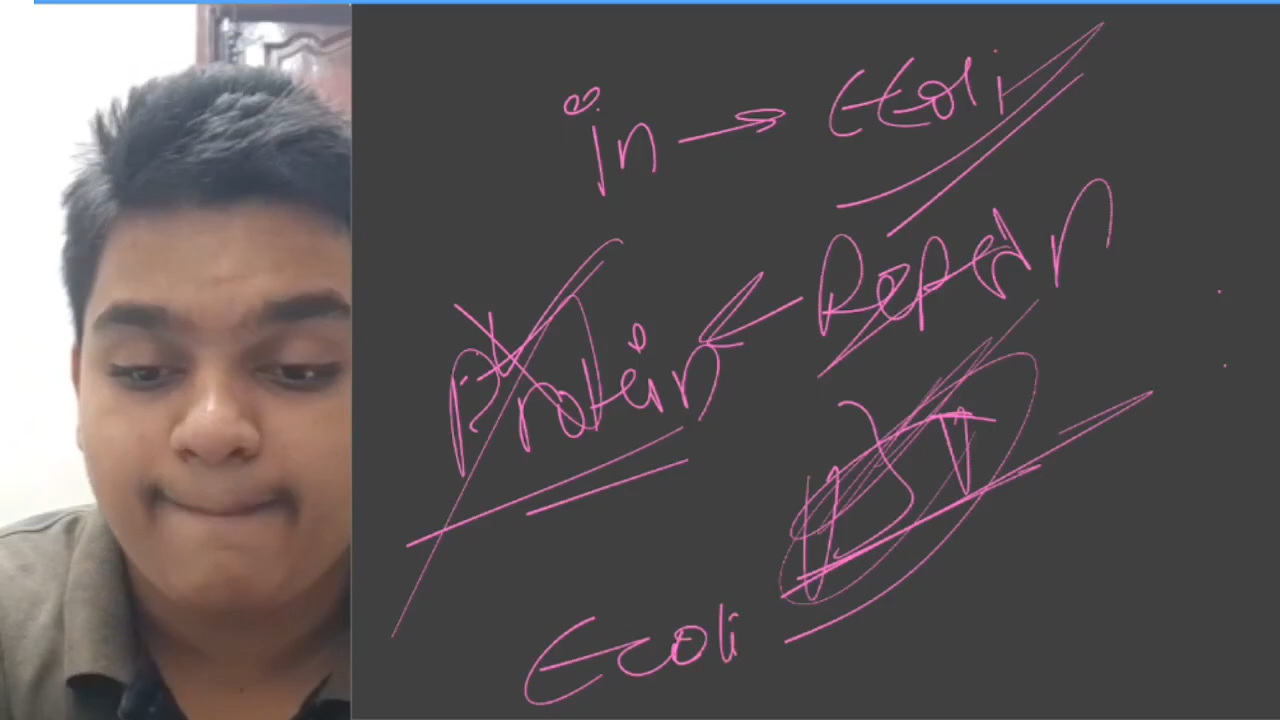 in → Ecoli
Repair
Protein ←
Ecoli